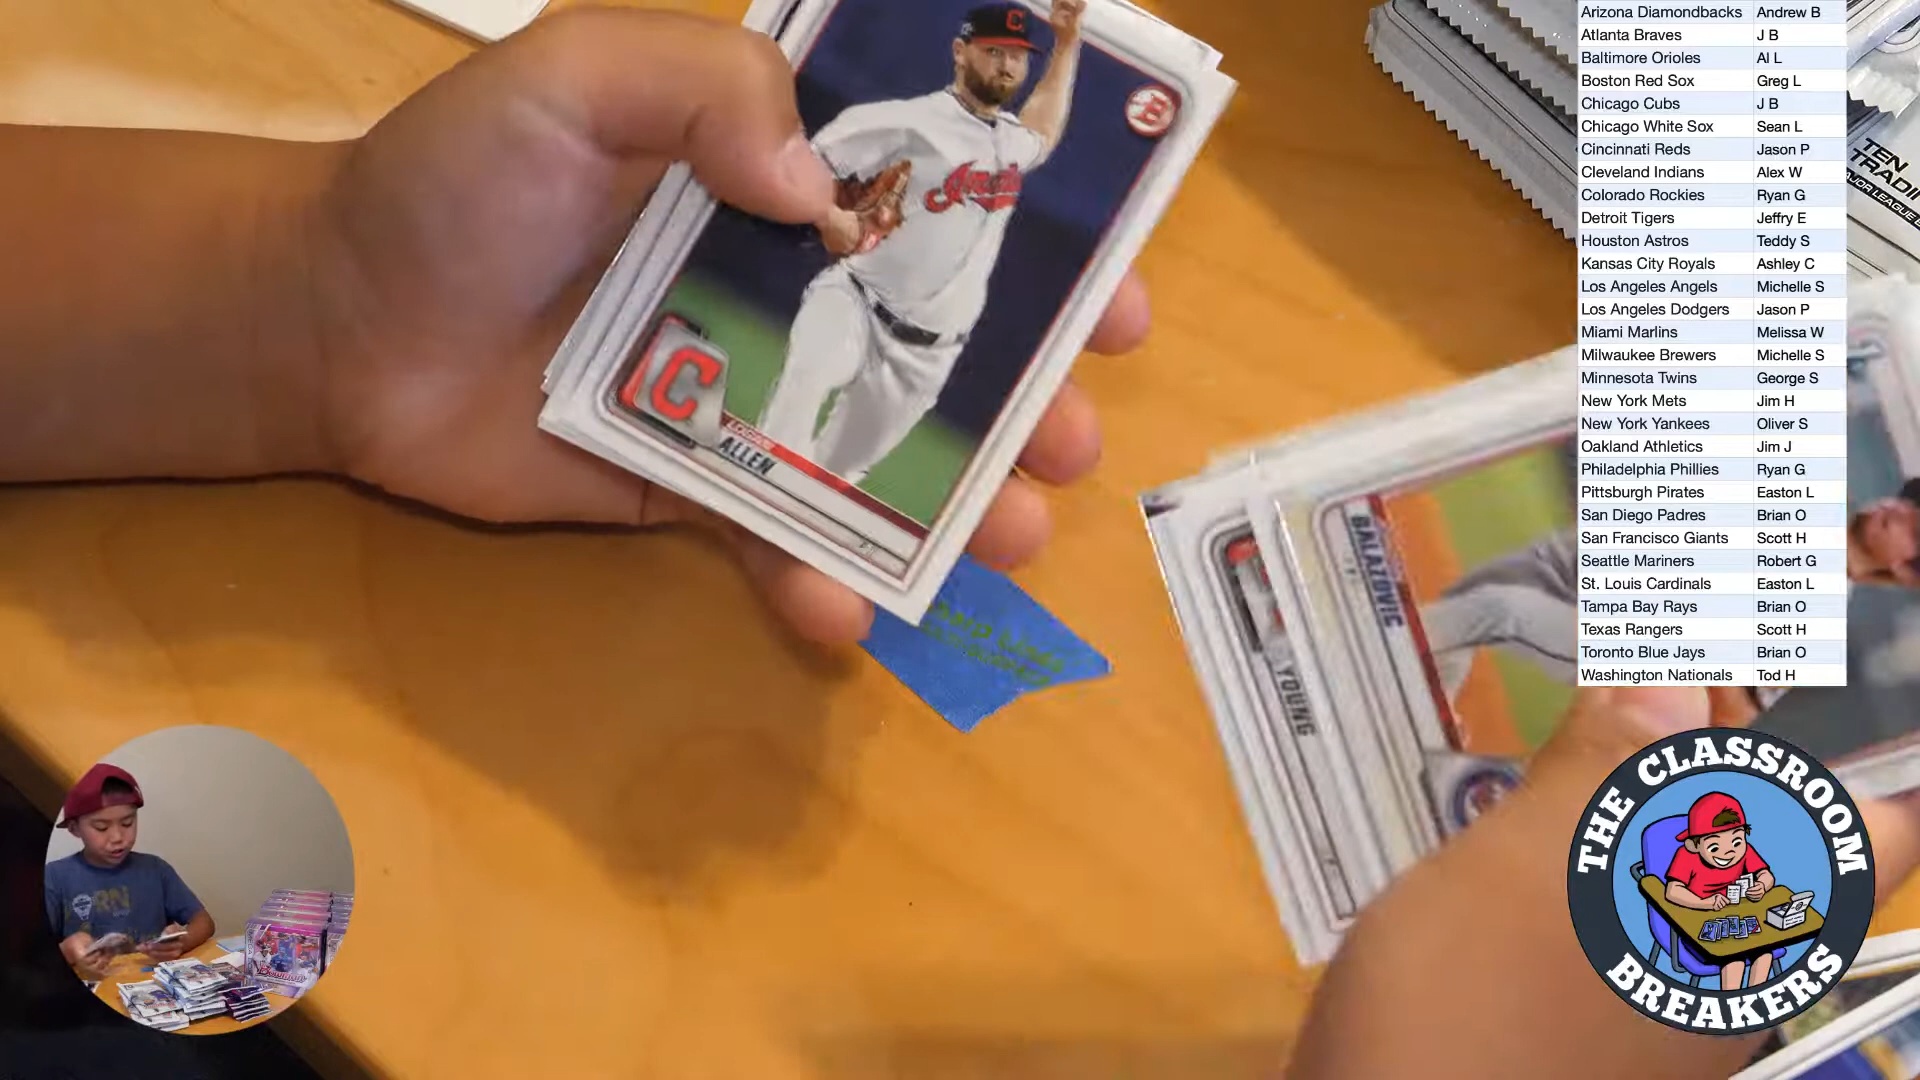 Arizona Diamondbacks Andrew B
Atlanta Braves J B
Baltimore Orioles Al L
Boston Red Sox Greg L
Chicago Cubs J B
Chicago White Sox Sean L
Cincinnati Reds Jason P
Cleveland Indians Alex W
Colorado Rockies Ryan G
Detroit Tigers Jeffry E
Houston Astros Teddy S
Kansas City Royals Ashley C
Los Angeles Angels Michelle S
Los Angeles Dodgers Jason P
Miami Marlins Melissa W
Milwaukee Brewers Michelle S
Minnesota Twins George S
New York Mets Jim H
New York Yankees Oliver S
Oakland Athletics Jim J
Philadelphia Phillies Ryan G
Pittsburgh Pirates Easton L
San Diego Padres Brian O
San Francisco Giants Scott H
Seattle Mariners Robert G
St. Louis Cardinals Easton L
Tampa Bay Rays Brian O
Texas Rangers Scott H
Toronto Blue Jays Brian O
Washington Nationals Tod H
C
B
C
LOGAN
ALLEN
TEN
BALAZOVIC
YOUNG
THE CLASSROOM
BREAKERS